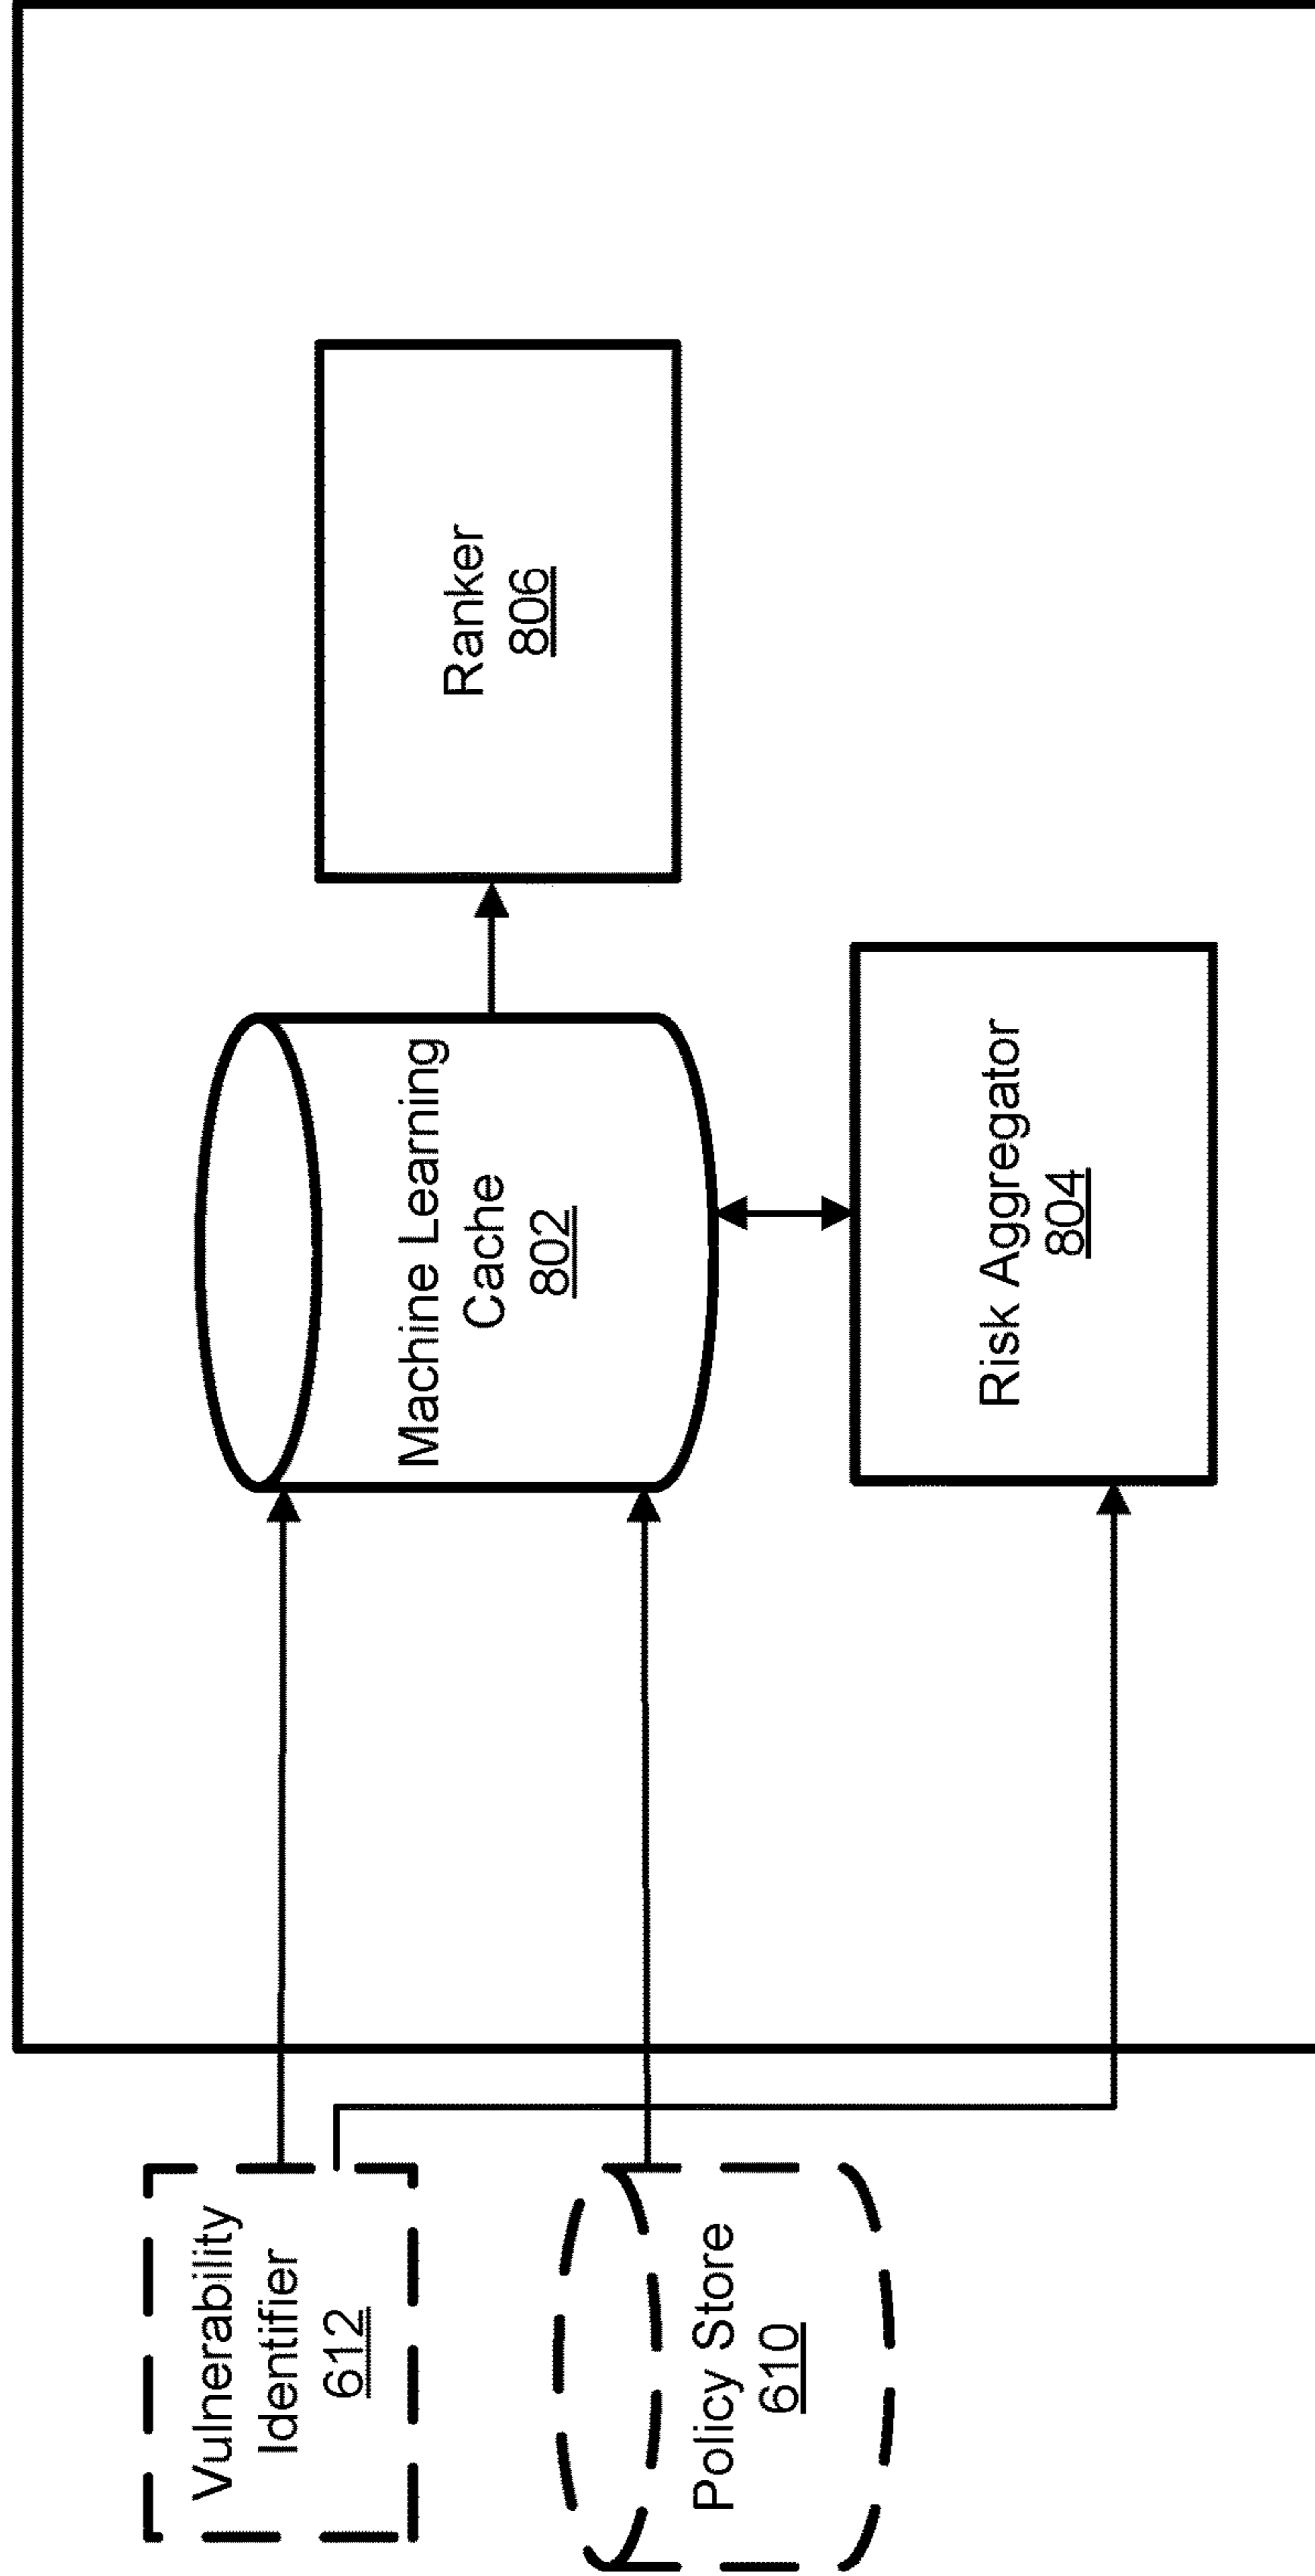 Vulnerability
Identifier
612
Policy Store
610
Machine Learning
Cache
802
Risk Aggregator
804
Ranker
806